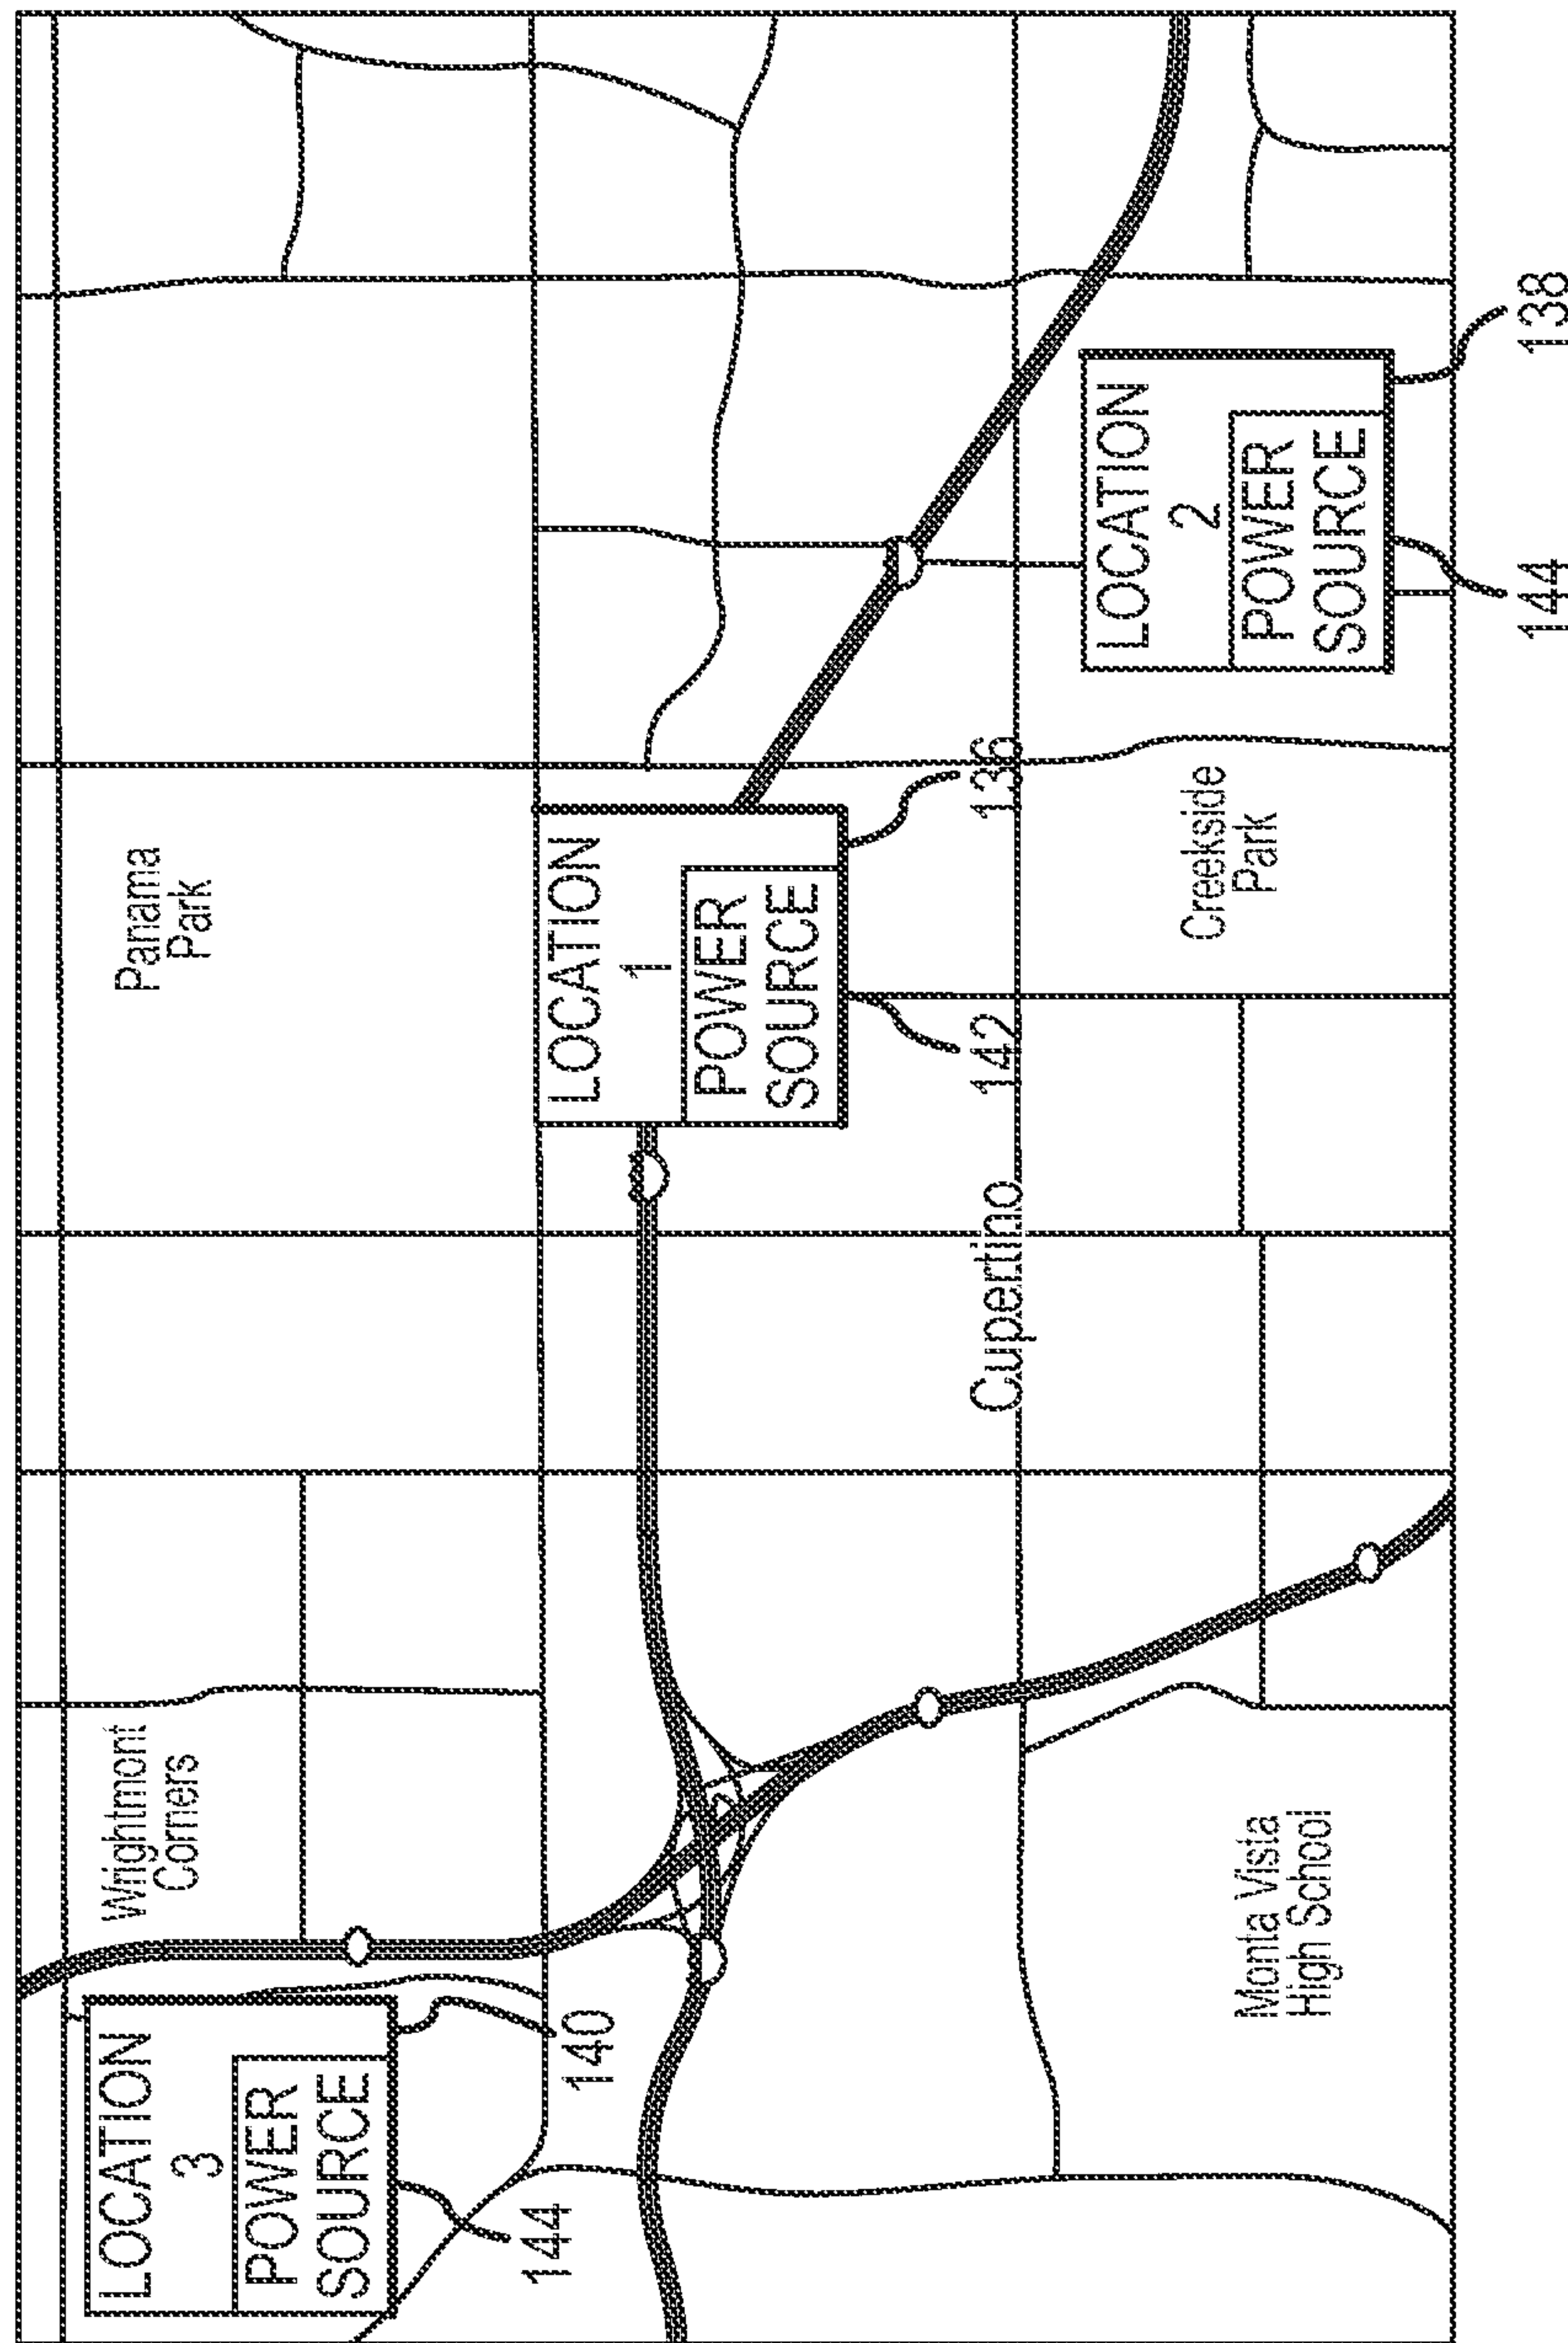 LOCATION
3
POWER
SOURCE
144
140
Wrightmont
Corners
Monta Vista
High School
Cupertino
Panama
Park
LOCATION
1
POWER
SOURCE
142
136
Creekside
Park
LOCATION
2
POWER
SOURCE
144
138